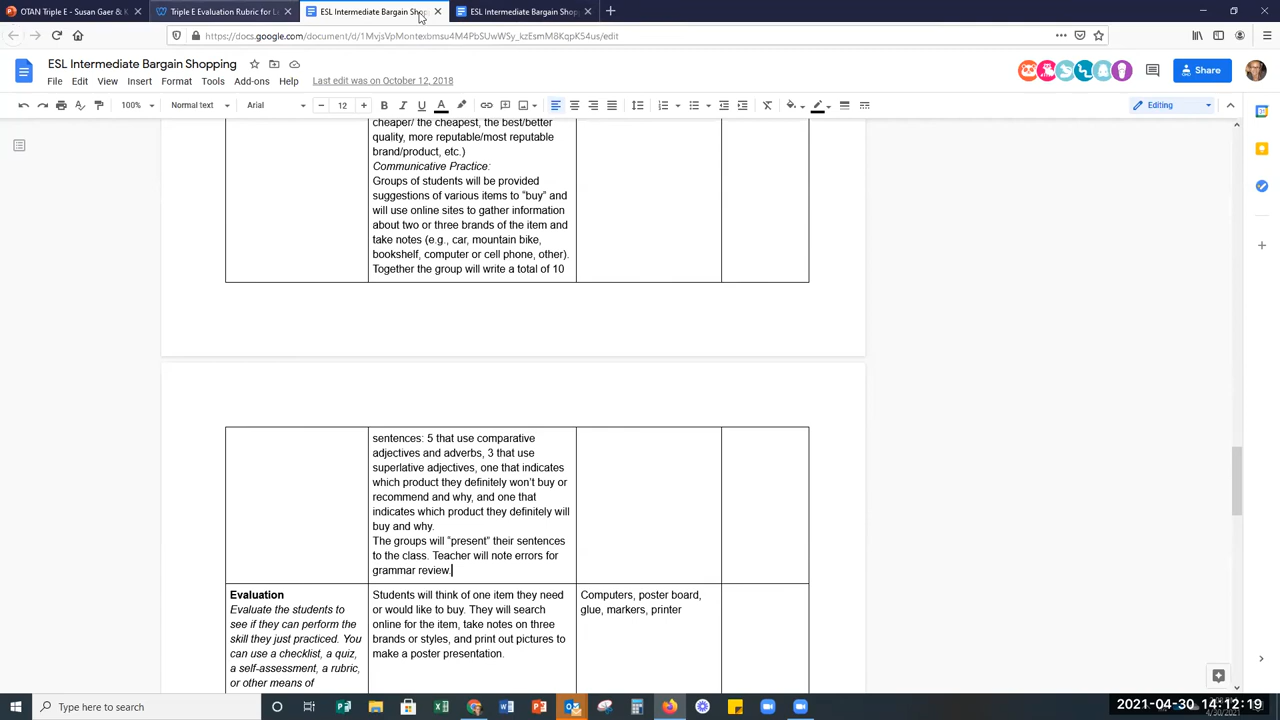 OTAN Triple E - Susan Gaer & K
Triple E Evaluation Rubric for Le
ESL Intermediate Bargain Shop
ESL Intermediate Bargain Shopp
ESL Intermediate Bargain Shopping
File Edit View Insert Format Tools Add-ons Help Last edit was on October 12, 2018
Share
100% Normal text Arial 12 Editing
cheaper/ the cheapest, the best/better
quality, more reputable/most reputable
brand/product, etc.)
Communicative Practice:
Groups of students will be provided
suggestions of various items to "buy" and
will use online sites to gather information
about two or three brands of the item and
take notes (e.g., car, mountain bike,
bookshelf, computer or cell phone, other).
Together the group will write a total of 10
sentences: 5 that use comparative
adjectives and adverbs, 3 that use
superlative adjectives, one that indicates
which product they definitely won't buy or
recommend and why, and one that
indicates which product they definitely will
buy and why.
The groups will "present" their sentences
to the class. Teacher will note errors for
grammar review.
Evaluation
Evaluate the students to
see if they can perform the
skill they just practiced. You
can use a checklist, a quiz,
a self-assessment, a rubric,
or other means of
Students will think of one item they need
or would like to buy. They will search
online for the item, take notes on three
brands or styles, and print out pictures to
make a poster presentation.
Computers, poster board,
glue, markers, printer
Type here to search
2021-04-30 14:12:19